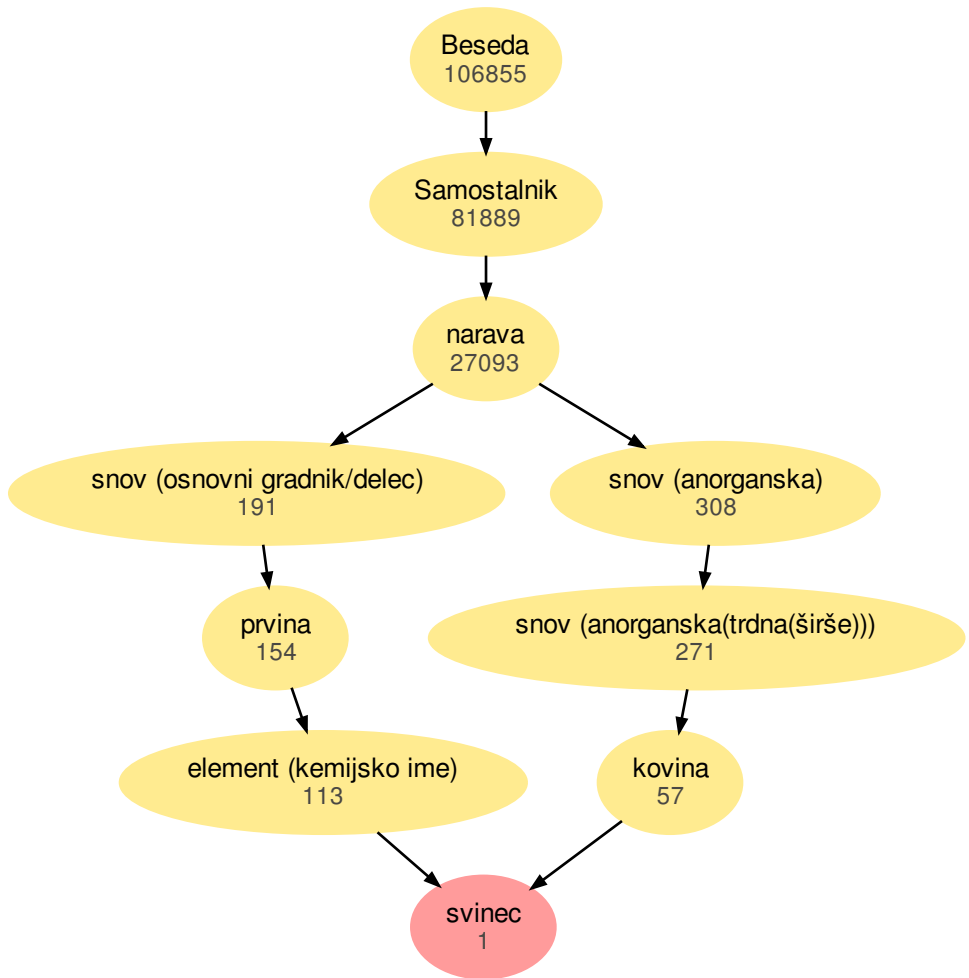 Beseda
106855
Samostalnik
81889
narava
27093
snov (osnovni gradnik/delec)
191
snov (anorganska)
308
prvina
154
snov (anorganska(trdna(širše)))
271
element (kemijsko ime)
113
kovina
57
svinec
1